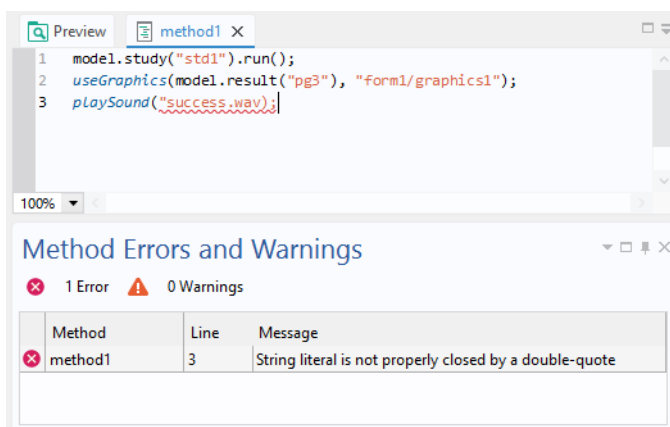 Preview method1
1 model.study("std1").run();
2 useGraphics(model.result("pg3"), "form1/graphics1");
3 playSound("success.wav);
100%
Method Errors and Warnings
1 Error 0 Warnings
Method Line Message
method1 3 String literal is not properly closed by a double-quote